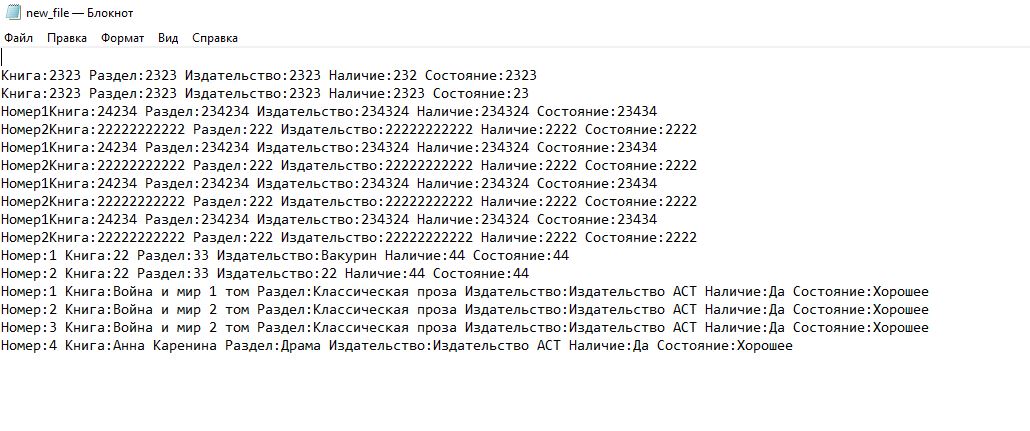 new_file — Блокнот
Файл Правка Формат Вид Справка
Книга:2323 Раздел:2323 Издательство:2323 Наличие:232 Состояние:2323
Книга:2323 Раздел:2323 Издательство:2323 Наличие:2323 Состояние:23
Номер1Книга:24234 Раздел:234234 Издательство:234324 Наличие:234324 Состояние:23434
Номер2Книга:22222222222 Раздел:222 Издательство:22222222222 Наличие:2222 Состояние:2222
Номер1Книга:24234 Раздел:234234 Издательство:234324 Наличие:234324 Состояние:23434
Номер2Книга:22222222222 Раздел:222 Издательство:22222222222 Наличие:2222 Состояние:2222
Номер1Книга:24234 Раздел:234234 Издательство:234324 Наличие:234324 Состояние:23434
Номер2Книга:22222222222 Раздел:222 Издательство:22222222222 Наличие:2222 Состояние:2222
Номер1Книга:24234 Раздел:234234 Издательство:234324 Наличие:234324 Состояние:23434
Номер2Книга:22222222222 Раздел:222 Издательство:22222222222 Наличие:2222 Состояние:2222
Номер:1 Книга:22 Раздел:33 Издательство:Вакурин Наличие:44 Состояние:44
Номер:2 Книга:22 Раздел:33 Издательство:22 Наличие:44 Состояние:44
Номер:1 Книга:Война и мир 1 том Раздел:Классическая проза Издательство:Издательство АСТ Наличие:Да Состояние:Хорошее
Номер:2 Книга:Война и мир 2 том Раздел:Классическая проза Издательство:Издательство АСТ Наличие:Да Состояние:Хорошее
Номер:3 Книга:Война и мир 2 том Раздел:Классическая проза Издательство:Издательство АСТ Наличие:Да Состояние:Хорошее
Номер:4 Книга:Анна Каренина Раздел:Драма Издательство:Издательство АСТ Наличие:Да Состояние:Хорошее